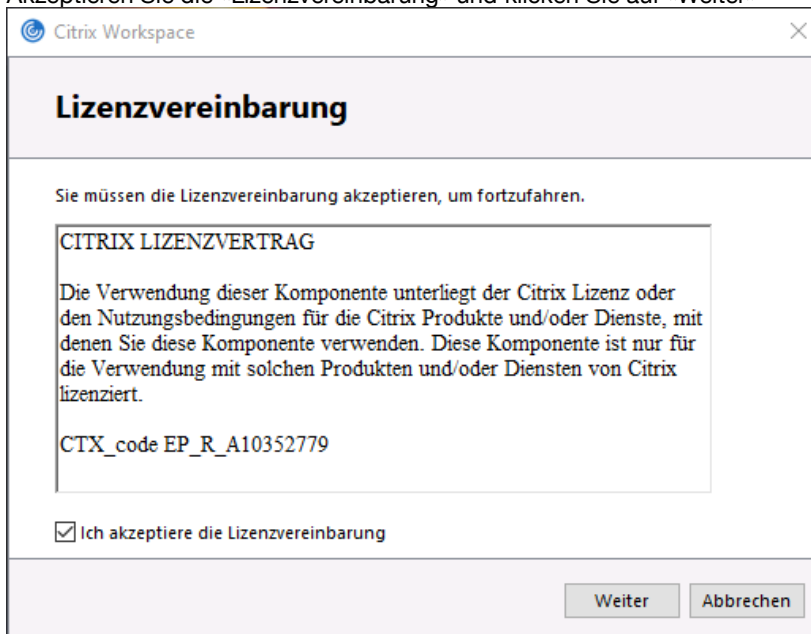 Akzeptieren Sie die «Lizenzvereinbarung» und klicken Sie auf «Weiter»
Citrix Workspace
Lizenzvereinbarung
Sie müssen die Lizenzvereinbarung akzeptieren, um fortzufahren.
CITRIX LIZENZVERTRAG
Die Verwendung dieser Komponente unterliegt der Citrix Lizenz oder
den Nutzungsbedingungen für die Citrix Produkte und/oder Dienste, mit
denen Sie diese Komponente verwenden. Diese Komponente ist nur für
die Verwendung mit solchen Produkten und/oder Diensten von Citrix
lizenziert.
CTX_code EP_R_A10352779
Ich akzeptiere die Lizenzvereinbarung
Weiter Abbrechen